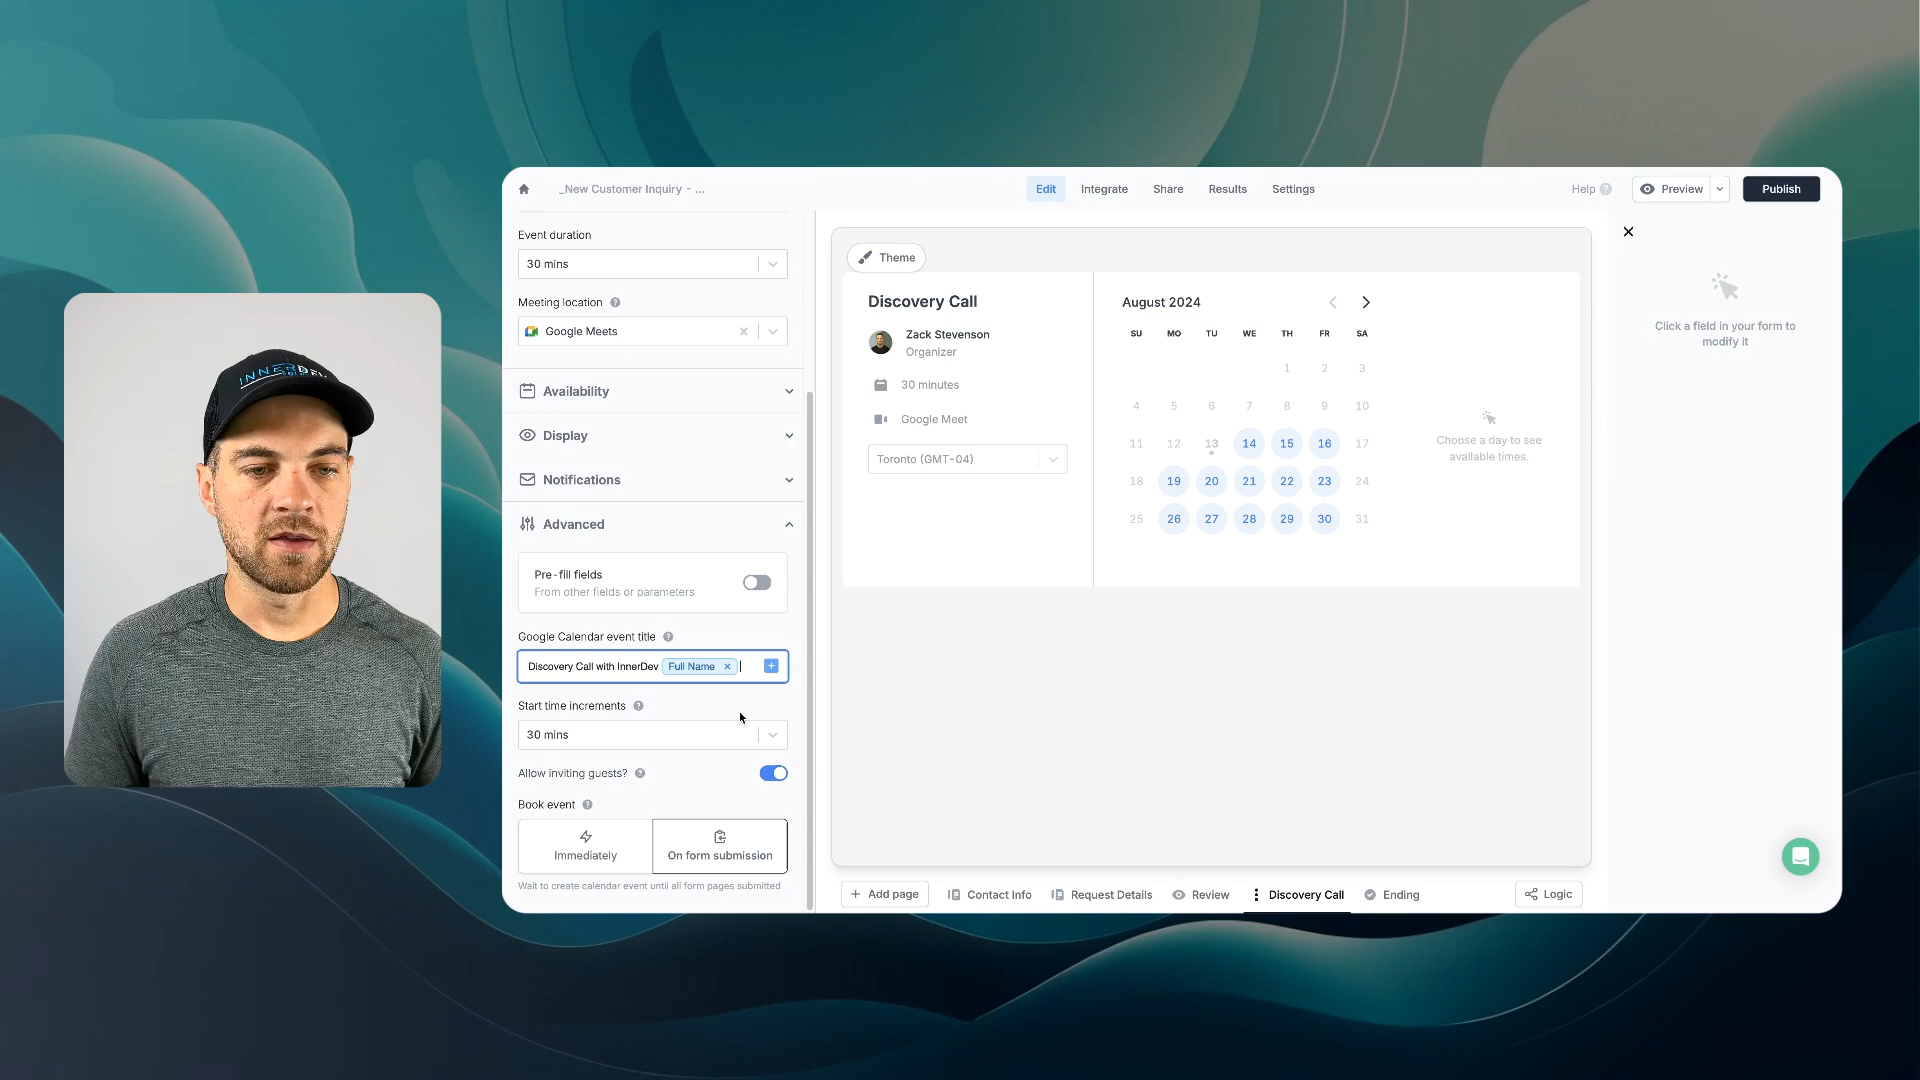 _New Customer Inquiry - ...
Edit
Integrate
Share
Results
Settings
Help
Preview
Publish
Event duration
30 mins
Meeting location
Google Meets
Availability
Display
Notifications
Advanced
Pre-fill fields
From other fields or parameters
Google Calendar event title
Discovery Call with InnerDev Full Name
Start time increments
30 mins
Allow inviting guests?
Book event
Immediately
On form submission
Wait to create calendar event until all form pages submitted
Theme
Discovery Call
Zack Stevenson
Organizer
30 minutes
Google Meet
Toronto (GMT-04)
August 2024
SU MO TU WE TH FR SA
1 2 3
4 5 6 7 8 9 10
11 12 13 14 15 16 17
18 19 20 21 22 23 24
25 26 27 28 29 30 31
Choose a day to see
available times.
Click a field in your form to
modify it
Add page
Contact Info
Request Details
Review
Discovery Call
Ending
Logic